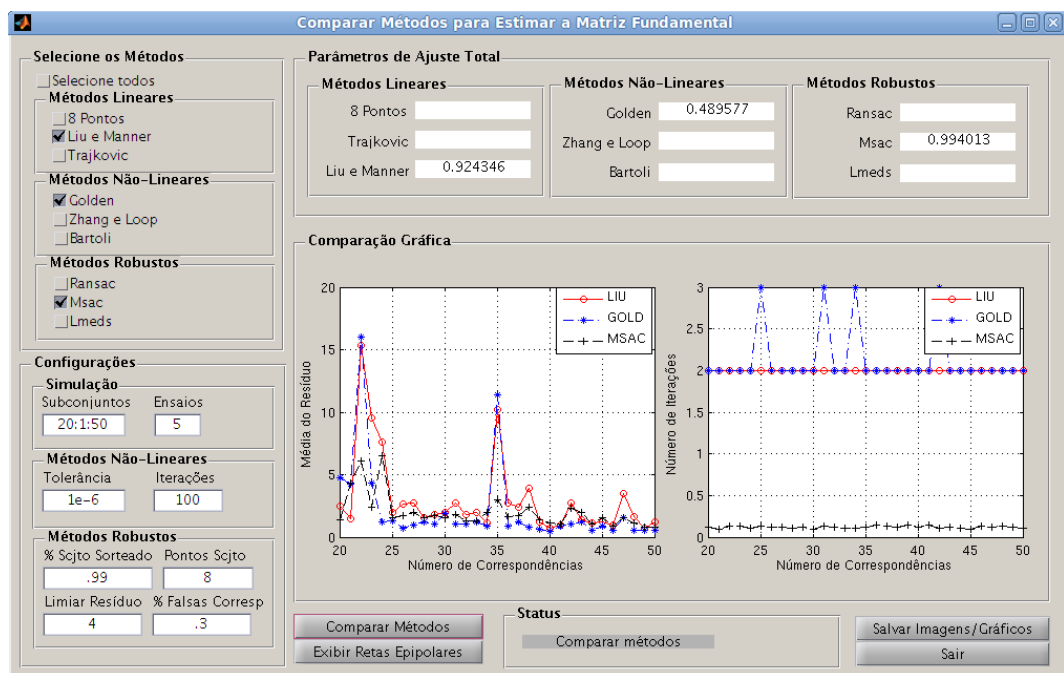 Comparar Métodos para Estimar a Matriz Fundamental
Selecione os Métodos
Selecione todos
Métodos Lineares
8 Pontos
Liu e Manner
Trajkovic
Métodos Não-Lineares
Golden
Zhang e Loop
Bartoli
Métodos Robustos
Ransac
Msac
Lmeds
Configurações
Simulação
Subconjuntos Ensaios
20:1:50 5
Métodos Não-Lineares
Tolerância Iterações
1e-6 100
Métodos Robustos
% Scjto Sorteado Pontos Scjto
.99 8
Limiar Resíduo % Falsas Corresp
4 .3
Parâmetros de Ajuste Total
Métodos Lineares
8 Pontos
Trajkovic
Liu e Manner 0.924346
Métodos Não-Lineares
Golden 0.489577
Zhang e Loop
Bartoli
Métodos Robustos
Ransac
Msac 0.994013
Lmeds
Comparação Gráfica
Média do Resíduo
20
15
10
5
0
20 25 30 35 40 45 50
Número de Correspondências
LIU
GOLD
MSAC
Número de Iterações
3
2.5
2
1.5
1
0.5
0
20 25 30 35 40 45 50
Número de Correspondências
LIU
GOLD
MSAC
Comparar Métodos
Exibir Retas Epipolares
Status
Comparar métodos
Salvar Imagens/Gráficos
Sair